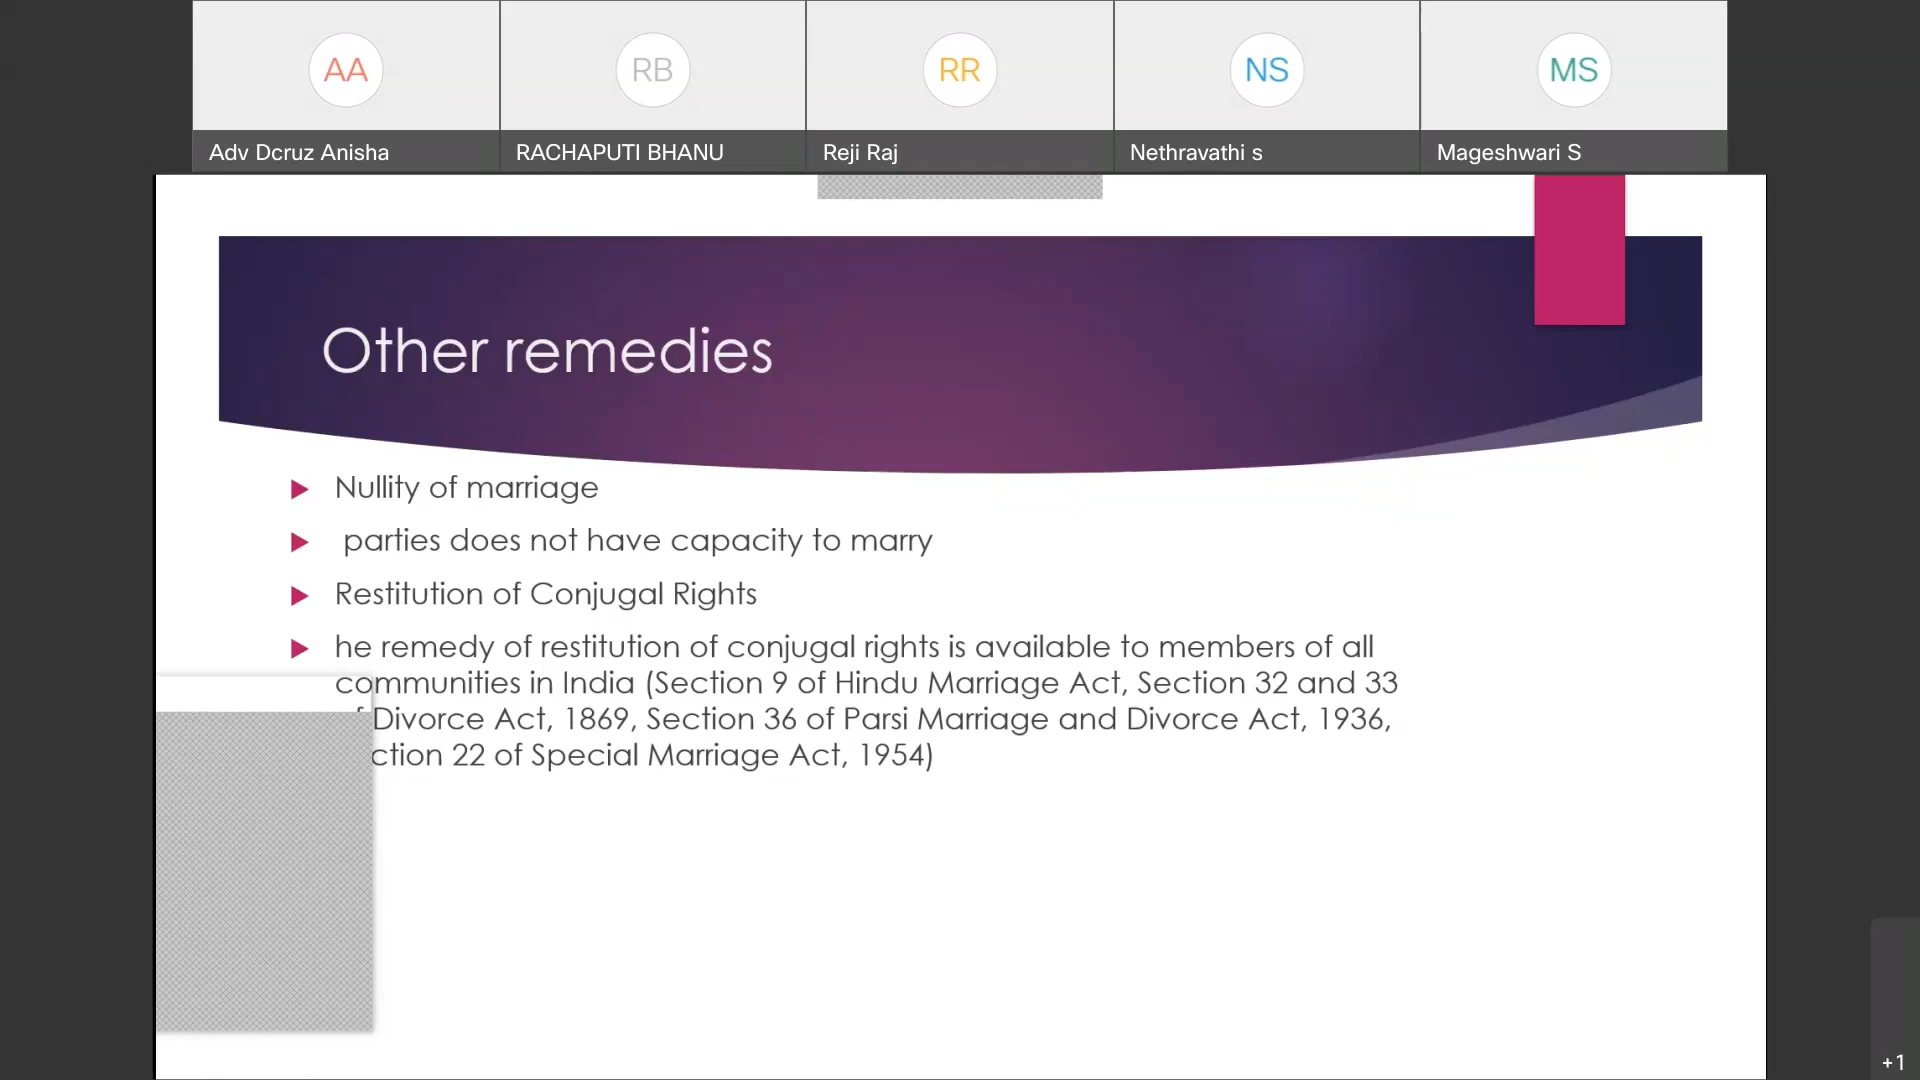 AA
RB
RR
NS
MS
Adv Dcruz Anisha
RACHAPUTI BHANU
Reji Raj
Nethravathi s
Mageshwari S
Other remedies
Nullity of marriage
parties does not have capacity to marry
Restitution of Conjugal Rights
he remedy of restitution of conjugal rights is available to members of all
communities in India (Section 9 of Hindu Marriage Act, Section 32 and 33
Divorce Act, 1869, Section 36 of Parsi Marriage and Divorce Act, 1936,
ction 22 of Special Marriage Act, 1954)
+1